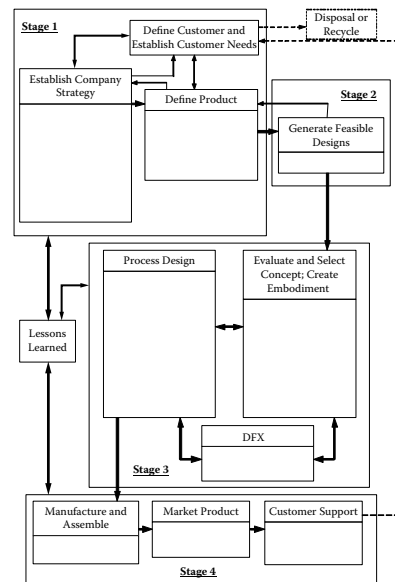 Stage 1
Define Customer and
Establish Customer Needs
Disposal or
Recycle
Establish Company
Strategy
Define Product
Stage 2
Generate Feasible
Designs
Process Design
Evaluate and Select
Concept; Create
Embodiment
Lessons
Learned
DFX
Stage 3
Manufacture and
Assemble
Market Product
Customer Support
Stage 4